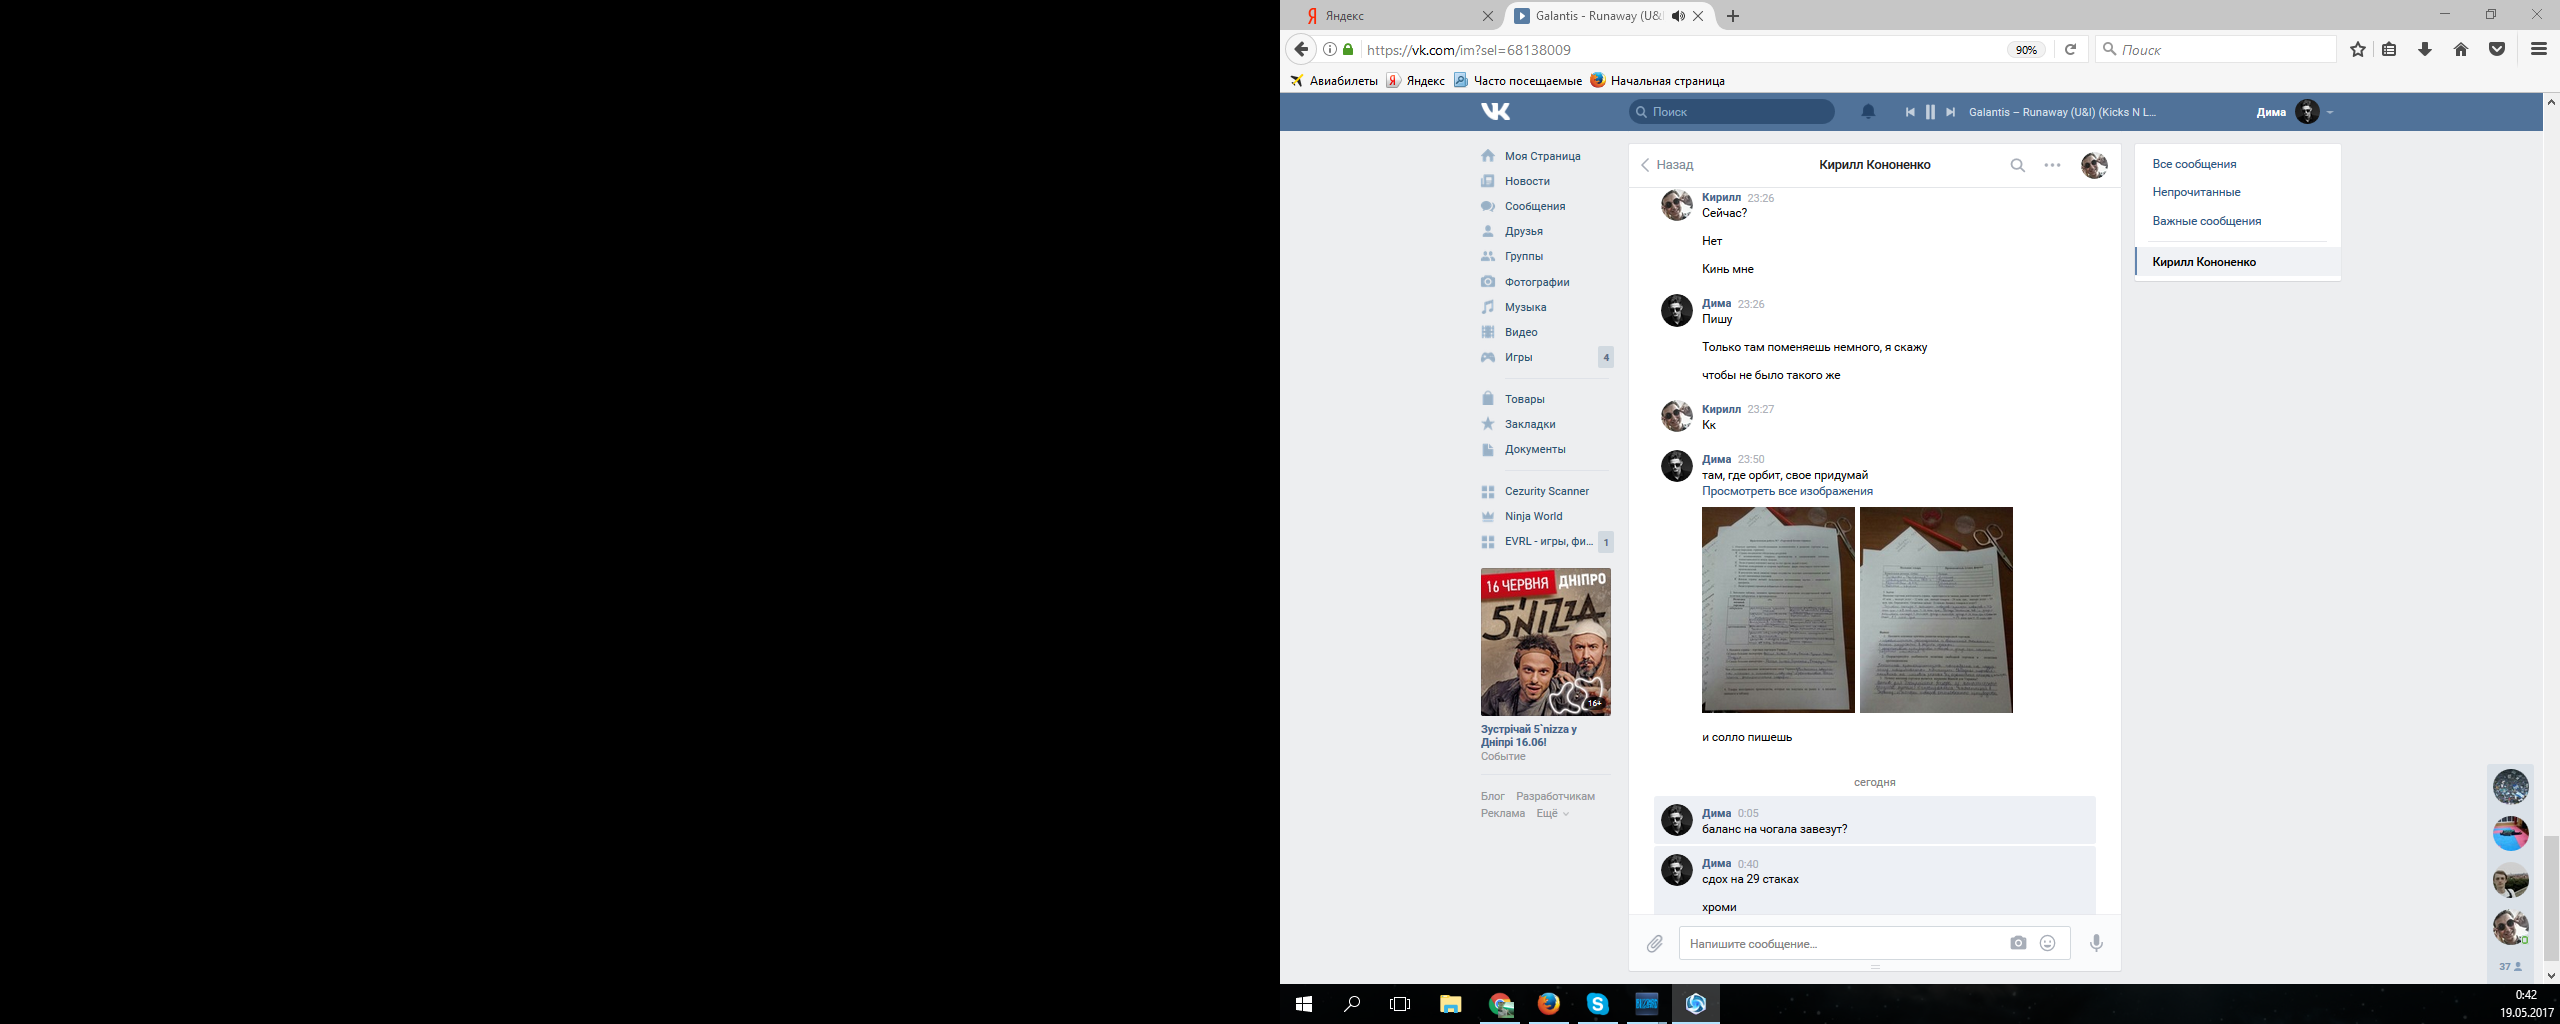 Яндекс
Galantis - Runaway (U&
https://vk.com/im?sel=68138009
90%
Поиск
Авиабилеты
Яндекс
Часто посещаемые
Начальная страница
Поиск
Galantis – Runaway (U&I) (Kicks N L...
Дима
Моя Страница
Новости
Сообщения
Друзья
Группы
Фотографии
Музыка
Видео
Игры
4
Товары
Закладки
Документы
Cezurity Scanner
Ninja World
EVRL - игры, фи...
1
16 ЧЕРВНЯ ДНІПРО
5'NIZZA
16+
Зустрічай 5`nizza у
Дніпрі 16.06!
Событие
Блог Разработчикам
Реклама Ещё
Назад
Кирилл Кононенко
Кирилл 23:26
Сейчас?
Нет
Кинь мне
Дима 23:26
Пишу
Только там поменяешь немного, я скажу
чтобы не было такого же
Кирилл 23:27
Кк
Дима 23:50
там, где орбит, свое придумай
Просмотреть все изображения
и солло пишешь
сегодня
Дима 0:05
баланс на чогала завезут?
Дима 0:40
сдох на 29 стаках
хроми
Напишите сообщение...
Все сообщения
Непрочитанные
Важные сообщения
Кирилл Кононенко
37
0:42
19.05.2017